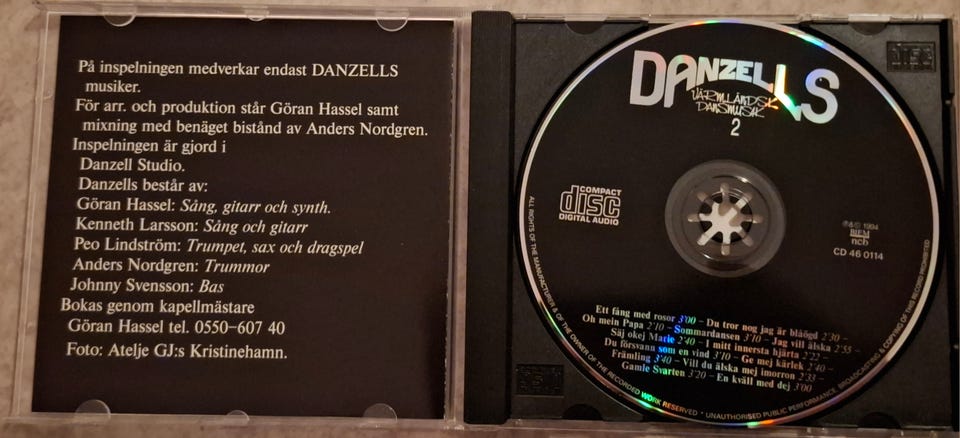 På inspelningen medverkar endast DANZELLS
musiker.
För arr. och produktion står Göran Hassel samt
mixning med benäget bistånd av Anders Nordgren.
Inspelningen är gjord i
Danzell Studio.
Danzells består av:
Göran Hassel: Sång, gitarr och synth.
Kenneth Larsson: Sång och gitarr
Peo Lindström: Trumpet, sax och dragspel
Anders Nordgren: Trummor
Johnny Svensson: Bas
Bokas genom kapellmästare
Göran Hassel tel. 0550-607 40
Foto: Atelje GJ:s Kristinehamn.
DANZELLS
VÄRMLÄNDSK
DANSMUSIK
2
COMPACT
disc
DIGITAL AUDIO
℗&© 1994
BIEM
ncb
CD 46 0114
Ett fång med rosor 3'00 – Du tror nog jag är blåögd 2'30 –
Oh mein Papa 2'10 – Sommardansen 3'10 – Jag vill älska 2'55 –
Säj okej Marie 2'40 – I mitt innersta hjärta 2'22 –
Du försvann som en vind 3'10 – Ge mej kärlek 2'40 –
Främling 3'40 – Vill du älska mej imorron 2'33 –
Gamle Svarten 3'20 – En kväll med dej 3'00
ALL RIGHTS OF THE MANUFACTURER & OF THE OWNER OF THE RECORDED WORK RESERVED • UNAUTHORISED PUBLIC PERFORMANCE BROADCASTING & COPYING OF THIS RECORD PROHIBITED